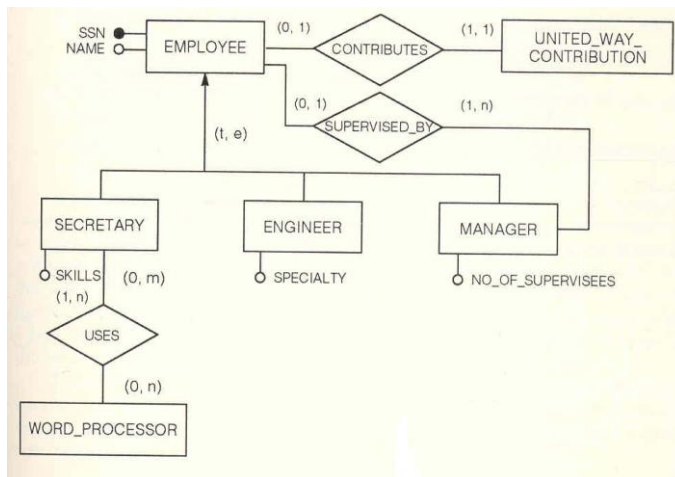 SSN
NAME
EMPLOYEE
(0, 1)
CONTRIBUTES
(1, 1)
UNITED_WAY_
CONTRIBUTION
(0, 1)
SUPERVISED_BY
(1, n)
(t, e)
SECRETARY
ENGINEER
MANAGER
SKILLS
(0, m)
SPECIALTY
NO_OF_SUPERVISEES
(1, n)
USES
(0, n)
WORD_PROCESSOR